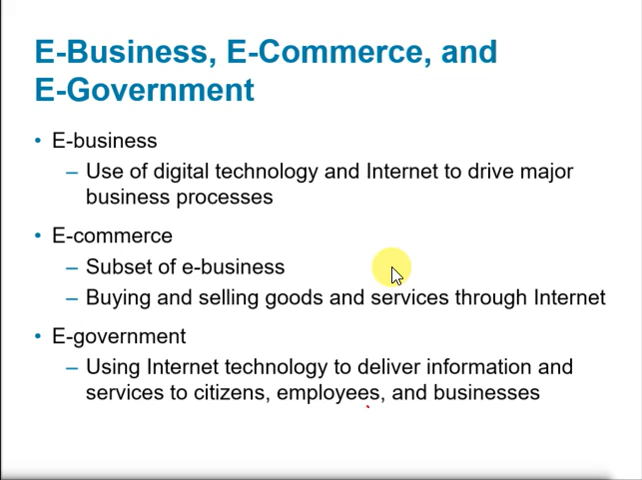 E-Business, E-Commerce, and
E-Government
• E-business
– Use of digital technology and Internet to drive major
business processes
• E-commerce
– Subset of e-business
– Buying and selling goods and services through Internet
• E-government
– Using Internet technology to deliver information and
services to citizens, employees, and businesses